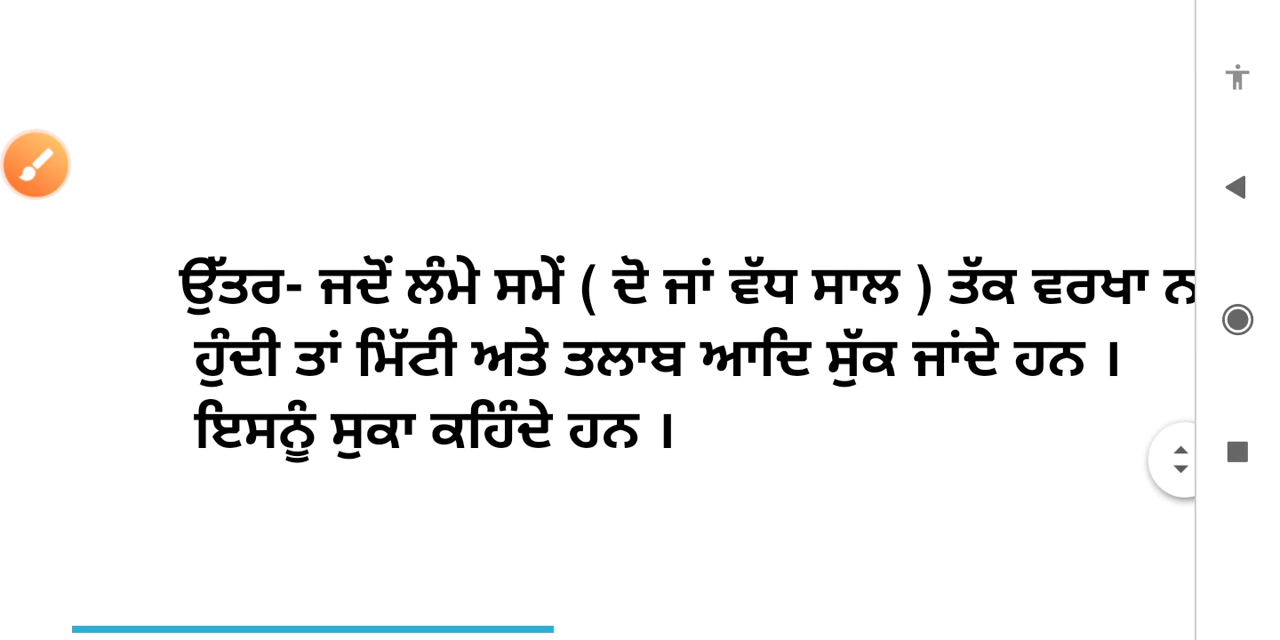 ਉੱਤਰ- ਜਦੋਂ ਲੰਮੇ ਸਮੇਂ ( ਦੋ ਜਾਂ ਵੱਧ ਸਾਲ ) ਤੱਕ ਵਰਖਾ
ਹੁੰਦੀ ਤਾਂ ਮਿੱਟੀ ਅਤੇ ਤਲਾਬ ਆਦਿ ਸੁੱਕ ਜਾਂਦੇ ਹਨ ।
ਇਸਨੂੰ ਸੁਕਾ ਕਹਿੰਦੇ ਹਨ ।